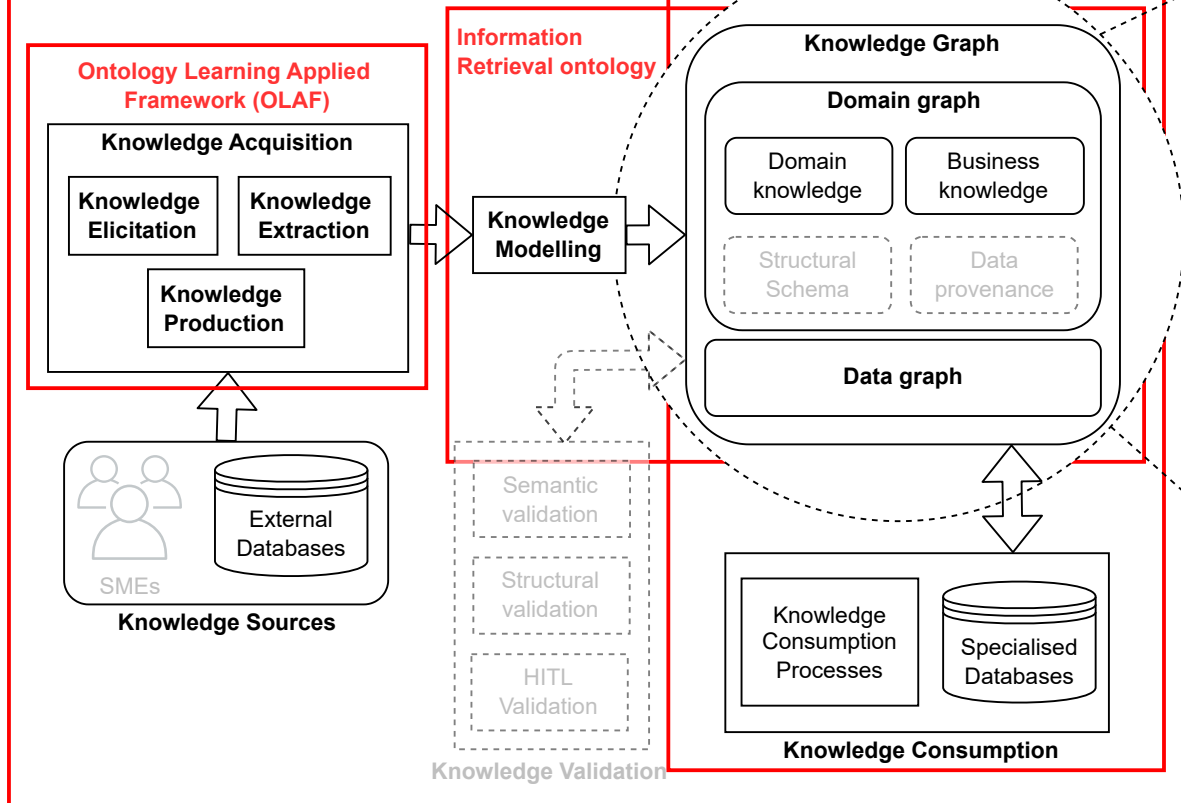 Ontology Learning Applied
Framework (OLAF)
Knowledge Acquisition
Knowledge
Elicitation
Knowledge
Extraction
Knowledge
Production
SMEs
External
Databases
Knowledge Sources
Information
Retrieval ontology
Knowledge
Modelling
Knowledge Graph
Domain graph
Domain
knowledge
Business
knowledge
Structural
Schema
Data
provenance
Data graph
Semantic
validation
Structural
validation
HITL
Validation
Knowledge Validation
Knowledge
Consumption
Processes
Specialised
Databases
Knowledge Consumption